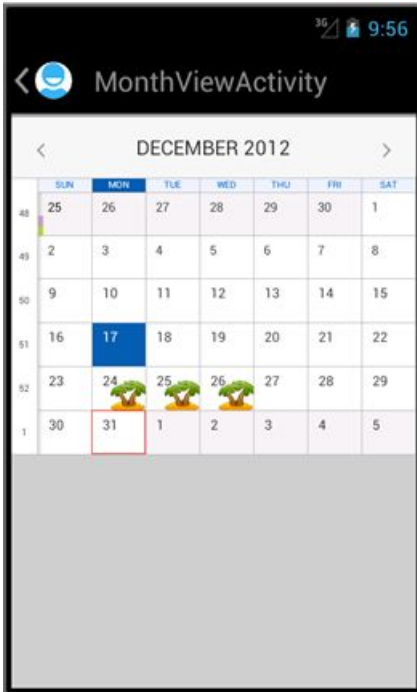 3G 9:56
MonthViewActivity
< DECEMBER 2012 >
SUN MON TUE WED THU FRI SAT
48 25 26 27 28 29 30 1
49 2 3 4 5 6 7 8
50 9 10 11 12 13 14 15
51 16 17 18 19 20 21 22
52 23 24 25 26 27 28 29
1 30 31 1 2 3 4 5